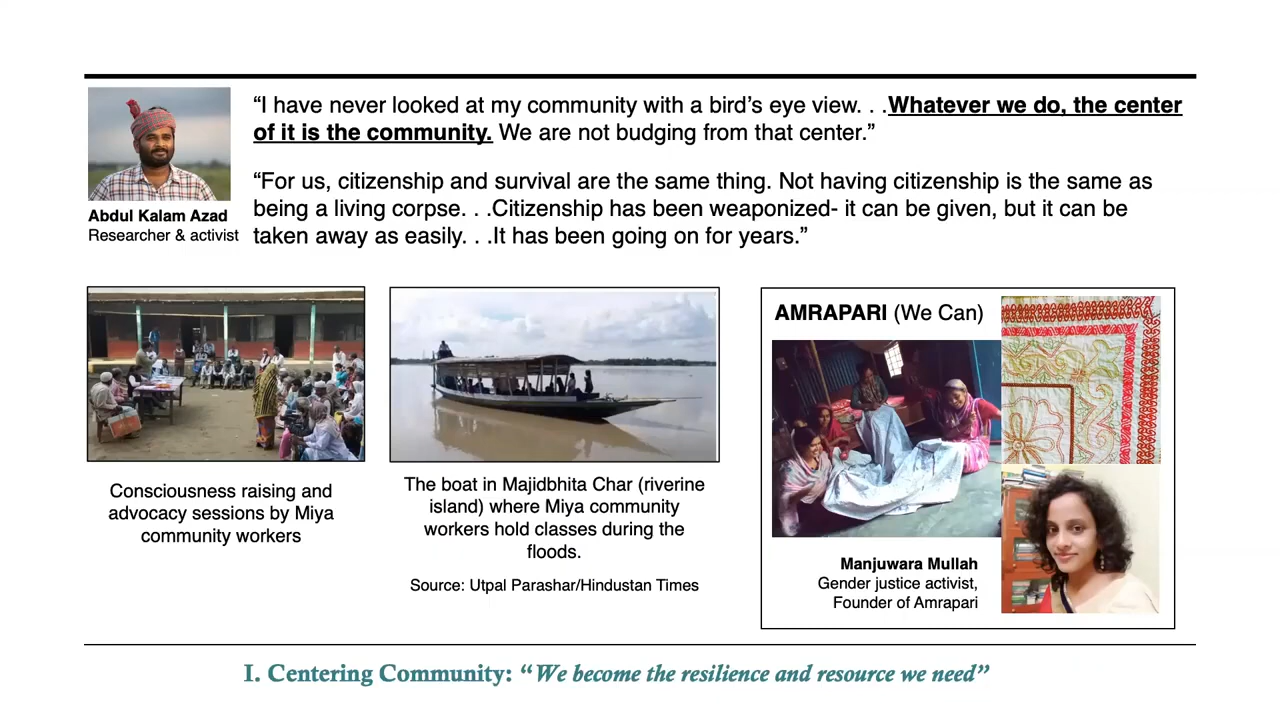 “I have never looked at my community with a bird’s eye view. . .Whatever we do, the center
of it is the community. We are not budging from that center.”
“For us, citizenship and survival are the same thing. Not having citizenship is the same as
being a living corpse. . .Citizenship has been weaponized- it can be given, but it can be
taken away as easily. . .It has been going on for years.”
Abdul Kalam Azad
Researcher & activist
Consciousness raising and
advocacy sessions by Miya
community workers
The boat in Majidbhita Char (riverine
island) where Miya community
workers hold classes during the
floods.
Source: Utpal Parashar/Hindustan Times
AMRAPARI (We Can)
Manjuwara Mullah
Gender justice activist,
Founder of Amrapari
I. Centering Community: “We become the resilience and resource we need”